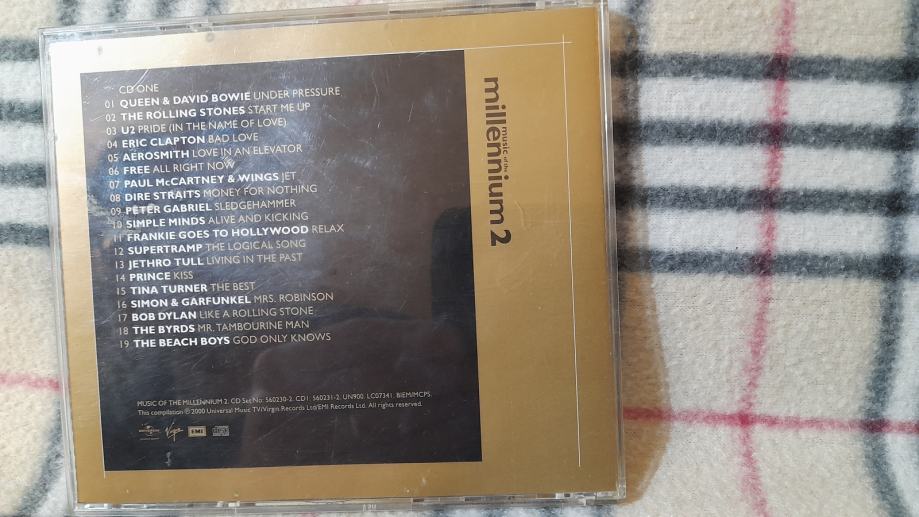 CD ONE
01 QUEEN & DAVID BOWIE UNDER PRESSURE
02 THE ROLLING STONES START ME UP
03 U2 PRIDE (IN THE NAME OF LOVE)
04 ERIC CLAPTON BAD LOVE
05 AEROSMITH LOVE IN AN ELEVATOR
06 FREE ALL RIGHT NOW
07 PAUL McCARTNEY & WINGS JET
08 DIRE STRAITS MONEY FOR NOTHING
09 PETER GABRIEL SLEDGEHAMMER
10 SIMPLE MINDS ALIVE AND KICKING
11 FRANKIE GOES TO HOLLYWOOD RELAX
12 SUPERTRAMP THE LOGICAL SONG
13 JETHRO TULL LIVING IN THE PAST
14 PRINCE KISS
15 TINA TURNER THE BEST
16 SIMON & GARFUNKEL MRS. ROBINSON
17 BOB DYLAN LIKE A ROLLING STONE
18 THE BYRDS MR. TAMBOURINE MAN
19 THE BEACH BOYS GOD ONLY KNOWS
MUSIC OF THE MILLENNIUM 2. CD Set No: 560230-2. CD1 560231-2. UN900. LC07341. BIEM/MCPS.
This compilation ℗2000 Universal Music TV/Virgin Records Ltd/EMI Records Ltd. All rights reserved.
Virgin EMI
music of the
millennium 2